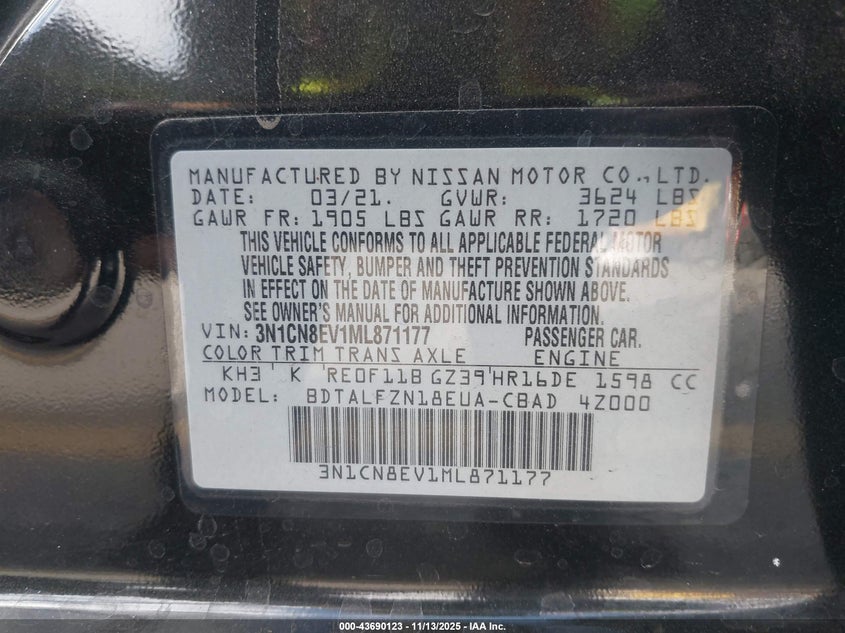 MANUFACTURED BY NISSAN MOTOR CO., LTD.
DATE: 03/21. GVWR: 3624 LBS
GAWR FR: 1905 LBS GAWR RR: 1720 LBS
THIS VEHICLE CONFORMS TO ALL APPLICABLE FEDERAL MOTOR
VEHICLE SAFETY, BUMPER AND THEFT PREVENTION STANDARDS
IN EFFECT ON THE DATE OF MANUFACTURE SHOWN ABOVE.
SEE OWNER'S MANUAL FOR ADDITIONAL INFORMATION.
VIN: 3N1CN8EV1ML871177 PASSENGER CAR.
COLOR TRIM TRANS AXLE ENGINE
KH3 ' K 'RE0F11B GZ39'HR16DE 1598 CC
MODEL: BDTALFZN18EUA-CBAD 4Z000
3N1CN8EV1ML871177
000-43690123 - 11/13/2025 - IAA Inc.